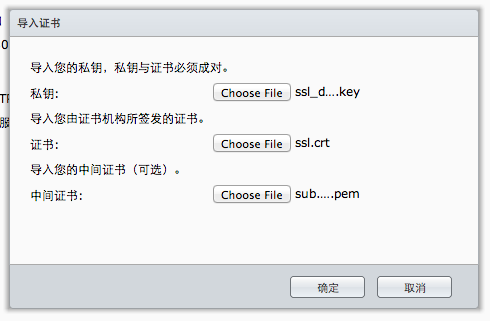 导入证书
导入您的私钥，私钥与证书必须成对。
私钥： Choose File ssl_d….key
导入您由证书机构所签发的证书。
证书： Choose File ssl.crt
导入您的中间证书（可选）。
中间证书： Choose File sub…..pem
确定 取消